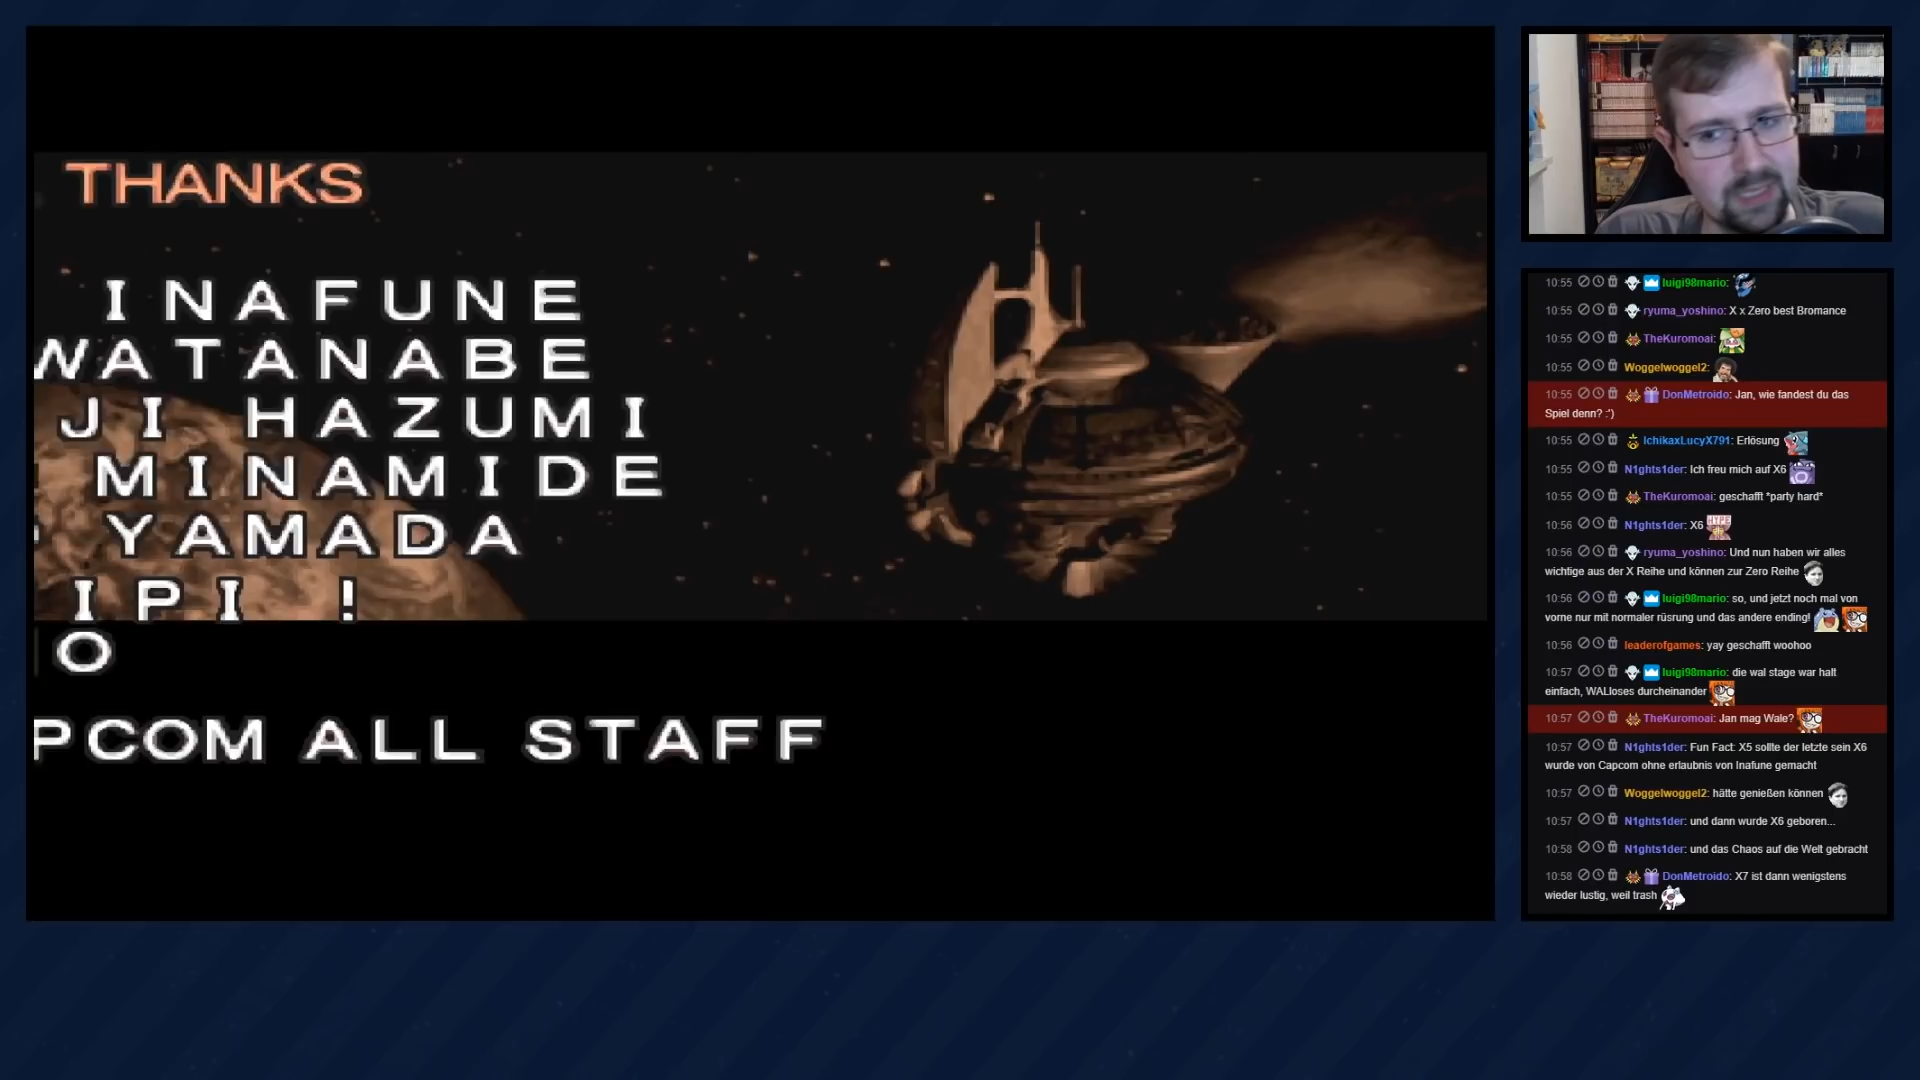 THANKS
INAFUNE
WATANABE
JI HAZUMI
MINAMIDE
YAMADA
IPI !
O
PCOM ALL STAFF
10:55 luigi98mario:
10:55 ryuma_yoshino: X x Zero best Bromance
10:55 TheKuromoai:
10:55 Woggelwoggel2:
10:55 DonMetroido: Jan, wie fandest du das
Spiel denn? :')
10:55 IchikaxLucyX791: Erlösung
10:55 N1ghts1der: Ich freu mich auf X6
10:55 TheKuromoai: geschafft *party hard*
10:56 N1ghts1der: X6 HYPE
10:56 ryuma_yoshino: Und nun haben wir alles
wichtige aus der X Reihe und können zur Zero Reihe
10:56 luigi98mario: so, und jetzt noch mal von
vorne nur mit normaler rüsrung und das andere ending!
10:56 leaderofgames: yay geschafft woohoo
10:57 luigi98mario: die wal stage war halt
einfach, WALloses durcheinander
10:57 TheKuromoai: Jan mag Wale?
10:57 N1ghts1der: Fun Fact: X5 sollte der letzte sein X6
wurde von Capcom ohne erlaubnis von Inafune gemacht
10:57 Woggelwoggel2: hätte genießen können
10:57 N1ghts1der: und dann wurde X6 geboren...
10:58 N1ghts1der: und das Chaos auf die Welt gebracht
10:58 DonMetroido: X7 ist dann wenigstens
wieder lustig, weil trash